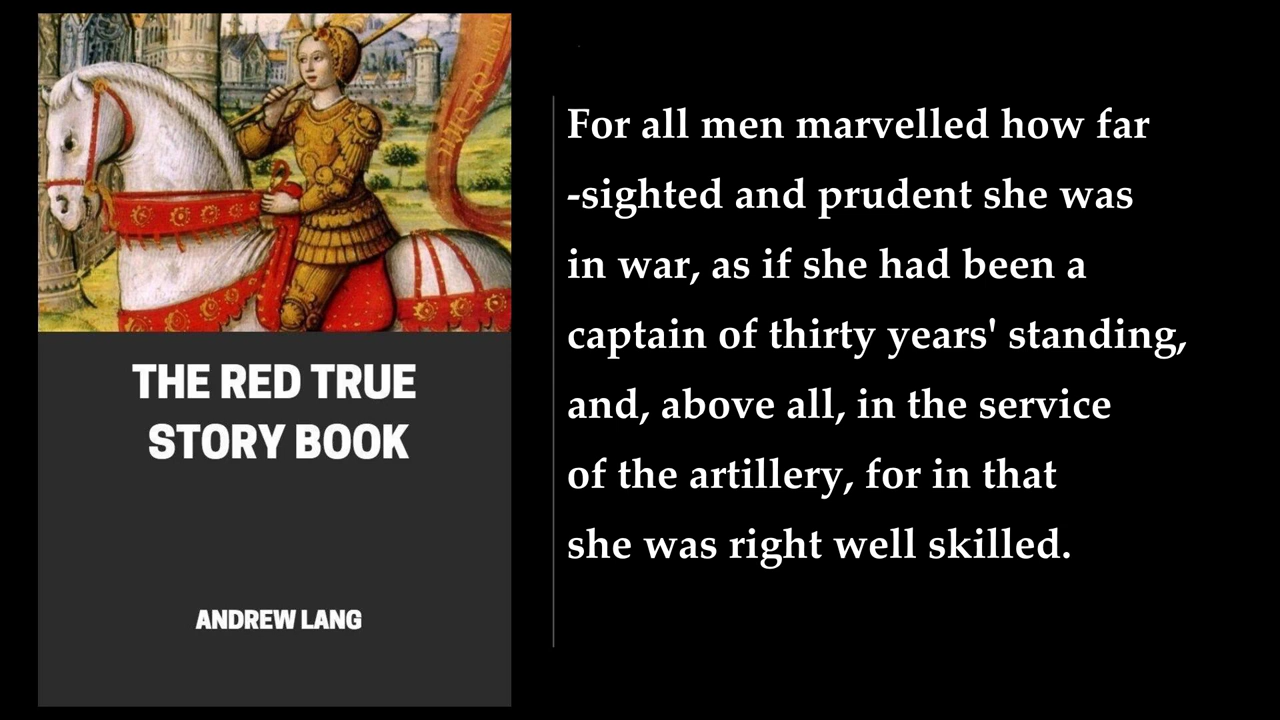 THE RED TRUE
STORY BOOK
ANDREW LANG
For all men marvelled how far
-sighted and prudent she was
in war, as if she had been a
captain of thirty years' standing,
and, above all, in the service
of the artillery, for in that
she was right well skilled.